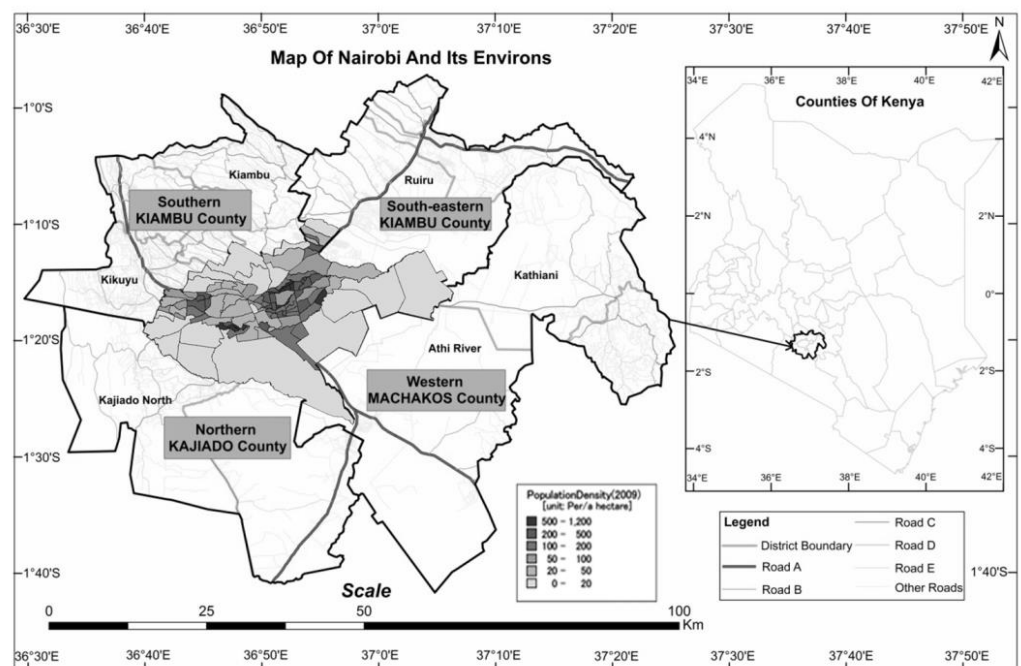 36°30'E 36°40'E 36°50'E 37°0'E 37°10'E 37°20'E 37°30'E 37°40'E 37°50'E
N
Map Of Nairobi And Its Environs
34°E 36°E 38°E 40°E 42°E
Counties Of Kenya
1°0'S
4°N
Kiambu
Ruiru
Southern
KIAMBU County
South-eastern
KIAMBU County
1°10'S
2°N
2°N
Kikuyu
Kathiani
0°
0°
1°20'S
Athi River
2°S
2°S
Western
MACHAKOS County
Kajiado North
Northern
KAJIADO County
4°S
4°S
1°30'S
34°E 36°E 38°E 40°E 42°E
PopulationDensity(2009)
[unit: Per/a hectare]
500 - 1,200
200 - 500
100 - 200
50 - 100
20 - 50
0 - 20
Legend
District Boundary
Road A
Road B
Road C
Road D
Road E
Other Roads
1°40'S
1°40'S
Scale
0 25 50 100
Km
36°30'E 36°40'E 36°50'E 37°0'E 37°10'E 37°20'E 37°30'E 37°40'E 37°50'E